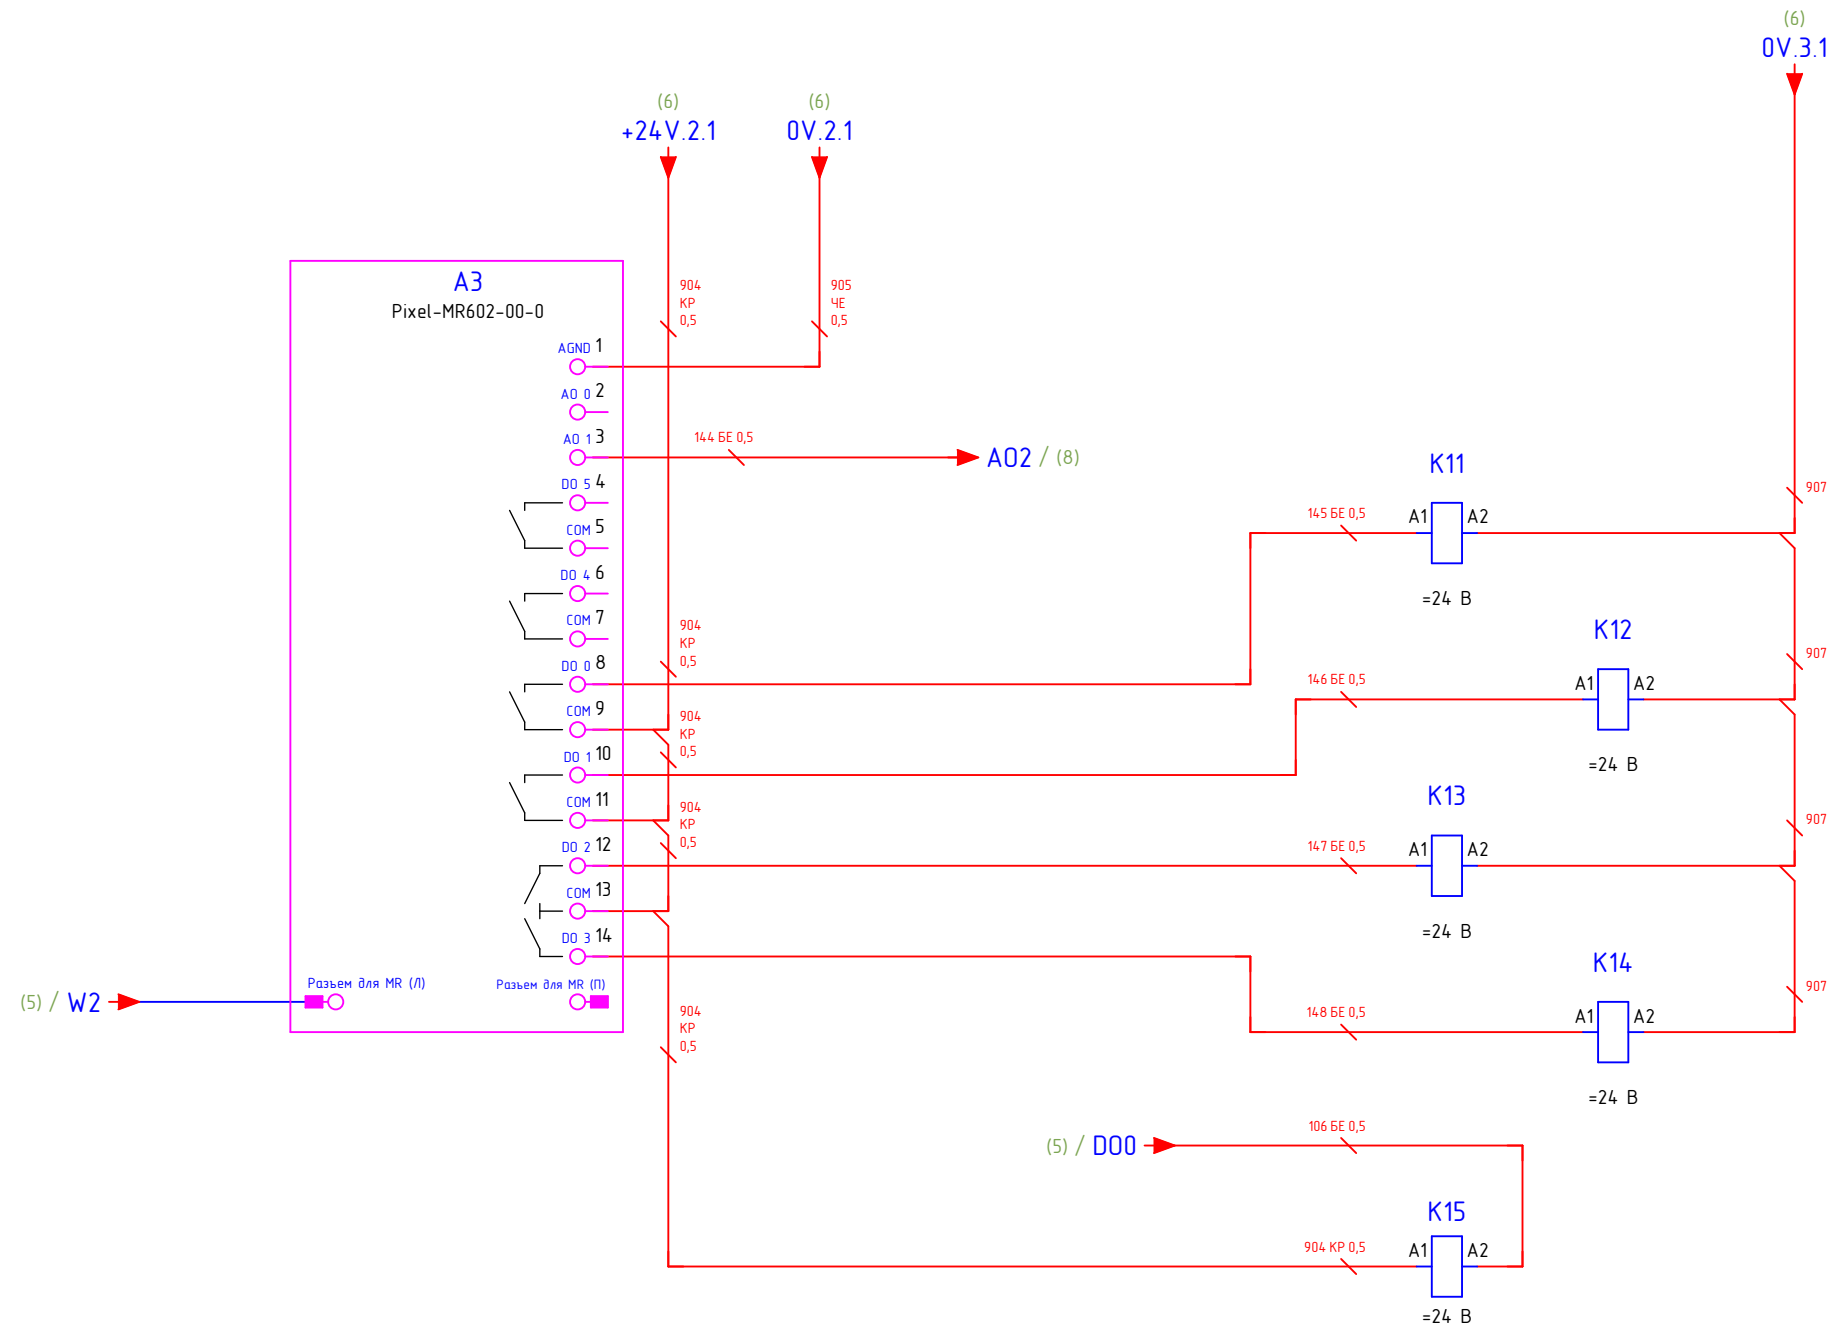 (6)
0V.3.1
(6)
+24V.2.1
(6)
0V.2.1
A3
Pixel-MR602-00-0
904
КР
0,5
905
ЧЕ
0,5
AGND 1
AO 0 2
AO 1 3
144 БЕ 0,5
AO2 / (8)
DO 5 4
COM 5
DO 4 6
COM 7
904
КР
0,5
DO 0 8
COM 9
904
КР
0,5
DO 1 10
COM 11
904
КР
0,5
DO 2 12
COM 13
DO 3 14
Разъем для MR (Л)
Разъем для MR (П)
(5) / W2
904
КР
0,5
K11
145 БЕ 0,5
A1
A2
=24 В
907
K12
146 БЕ 0,5
A1
A2
=24 В
907
K13
147 БЕ 0,5
A1
A2
=24 В
907
K14
148 БЕ 0,5
A1
A2
=24 В
907
(5) / DO0
106 БЕ 0,5
K15
904 КР 0,5
A1
A2
=24 В